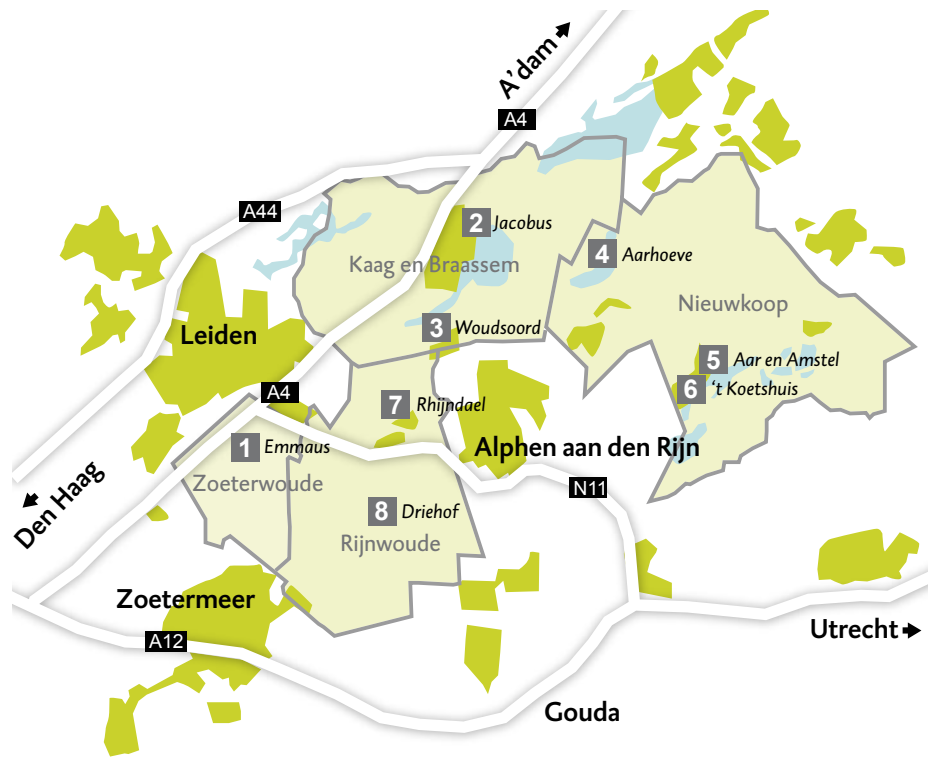 A'dam
A4
A44
2 Jacobus
Kaag en Braassem
4 Aarhoeve
Nieuwkoop
3 Woudsoord
Leiden
5 Aar en Amstel
6 't Koetshuis
A4
7 Rhijndael
1 Emmaus
Alphen aan den Rijn
Zoeterwoude
N11
Den Haag
8 Driehof
Rijnwoude
Zoetermeer
A12
Utrecht
Gouda